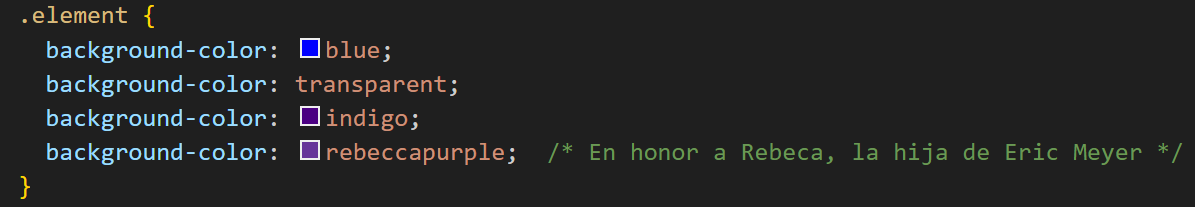 .element {
  background-color: blue;
  background-color: transparent;
  background-color: indigo;
  background-color: rebeccapurple;  /* En honor a Rebeca, la hija de Eric Meyer */
}